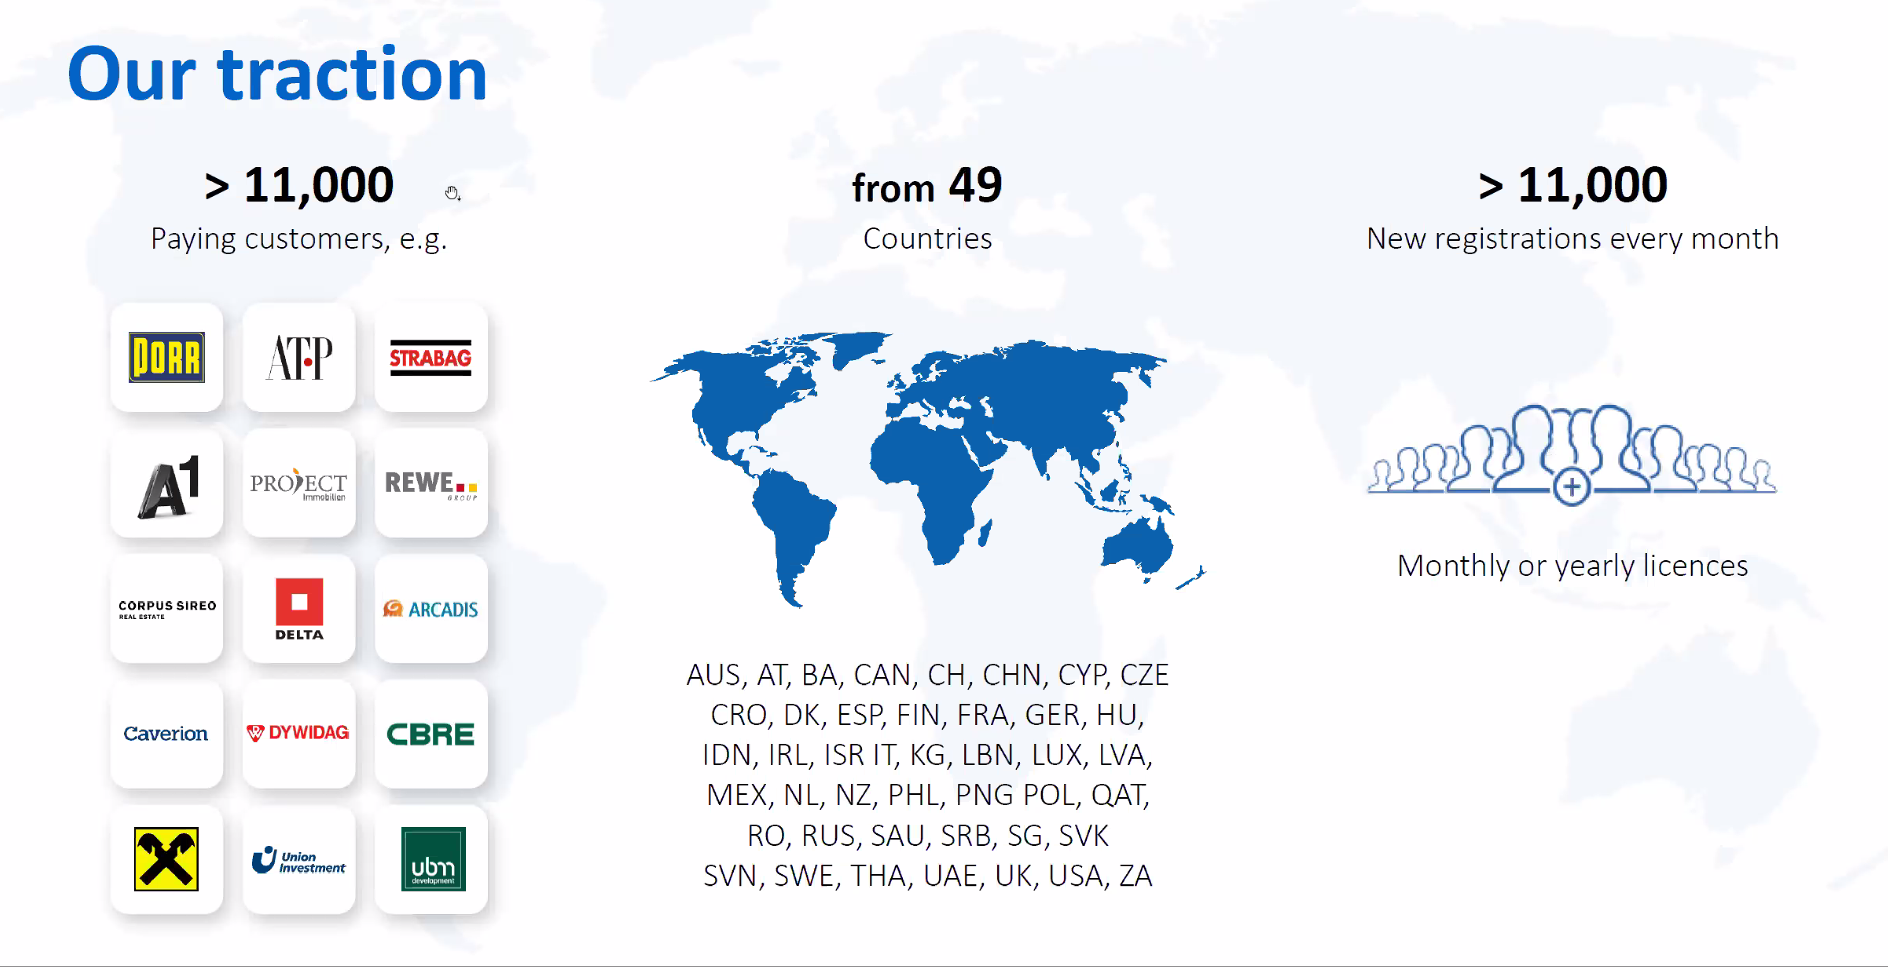 Our traction
> 11,000
Paying customers, e.g.
PORR
ATP
STRABAG
A1
PROJECT
Immobilien
REWE
GROUP
CORPUS SIREO
REAL ESTATE
DELTA
ARCADIS
Caverion
DYWIDAG
CBRE
Union
Investment
ubm
development
from 49
Countries
AUS, AT, BA, CAN, CH, CHN, CYP, CZE
CRO, DK, ESP, FIN, FRA, GER, HU,
IDN, IRL, ISR IT, KG, LBN, LUX, LVA,
MEX, NL, NZ, PHL, PNG POL, QAT,
RO, RUS, SAU, SRB, SG, SVK
SVN, SWE, THA, UAE, UK, USA, ZA
> 11,000
New registrations every month
Monthly or yearly licences